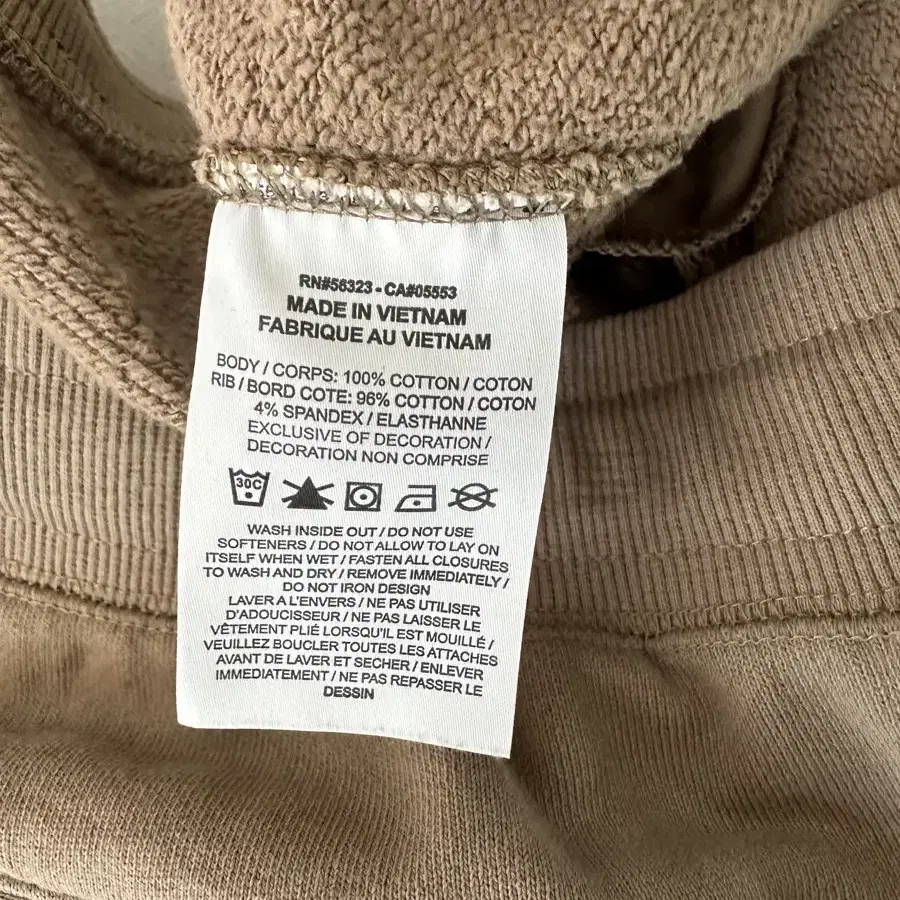 RN#56323 - CA#05553
MADE IN VIETNAM
FABRIQUE AU VIETNAM
BODY / CORPS: 100% COTTON / COTON
RIB / BORD COTE: 96% COTTON / COTON
4% SPANDEX / ELASTHANNE
EXCLUSIVE OF DECORATION /
DECORATION NON COMPRISE
30C
WASH INSIDE OUT / DO NOT USE
SOFTENERS / DO NOT ALLOW TO LAY ON
ITSELF WHEN WET / FASTEN ALL CLOSURES
TO WASH AND DRY / REMOVE IMMEDIATELY /
DO NOT IRON DESIGN
LAVER A L'ENVERS / NE PAS UTILISER
D'ADOUCISSEUR / NE PAS LAISSER LE
VÊTEMENT PLIÉ LORSQU'IL EST MOUILLÉ /
VEUILLEZ BOUCLER TOUTES LES ATTACHES
AVANT DE LAVER ET SECHER / ENLEVER
IMMEDIATEMENT / NE PAS REPASSER LE
DESSIN